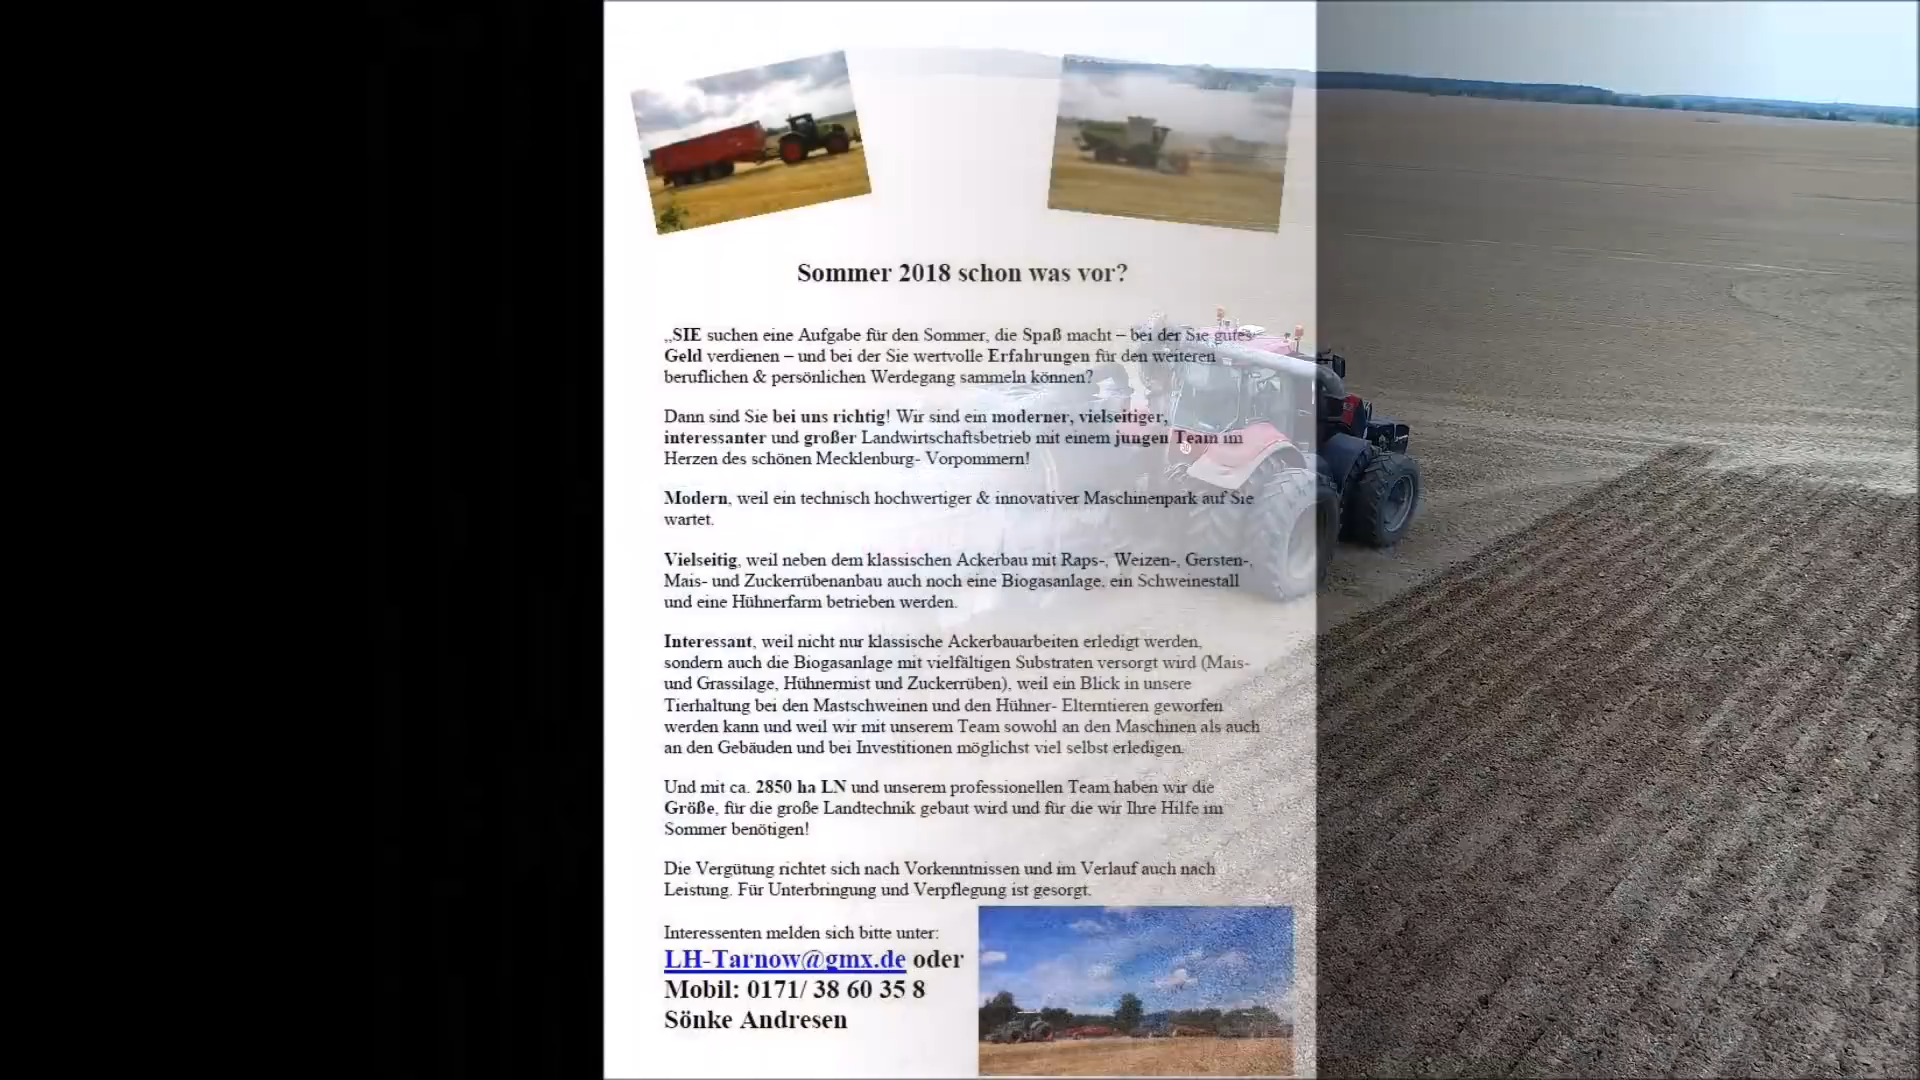 Sommer 2018 schon was vor?
„SIE suchen eine Aufgabe für den Sommer, die Spaß macht – bei der Sie gutes
Geld verdienen – und bei der Sie wertvolle Erfahrungen für den weiteren
beruflichen & persönlichen Werdegang sammeln können?
Dann sind Sie bei uns richtig! Wir sind ein moderner, vielseitiger,
interessanter und großer Landwirtschaftsbetrieb mit einem jungen Team im
Herzen des schönen Mecklenburg- Vorpommern!
Modern, weil ein technisch hochwertiger & innovativer Maschinenpark auf Sie
wartet.
Vielseitig, weil neben dem klassischen Ackerbau mit Raps-, Weizen-, Gersten-,
Mais- und Zuckerrübenanbau auch noch eine Biogasanlage, ein Schweinestall
und eine Hühnerfarm betrieben werden.
Interessant, weil nicht nur klassische Ackerbauarbeiten erledigt werden,
sondern auch die Biogasanlage mit vielfältigen Substraten versorgt wird (Mais-
und Grassilage, Hühnermist und Zuckerrüben), weil ein Blick in unsere
Tierhaltung bei den Mastschweinen und den Hühner- Elterntieren geworfen
werden kann und weil wir mit unserem Team sowohl an den Maschinen als auch
an den Gebäuden und bei Investitionen möglichst viel selbst erledigen.
Und mit ca. 2850 ha LN und unserem professionellen Team haben wir die
Größe, für die große Landtechnik gebaut wird und für die wir Ihre Hilfe im
Sommer benötigen!
Die Vergütung richtet sich nach Vorkenntnissen und im Verlauf auch nach
Leistung. Für Unterbringung und Verpflegung ist gesorgt.
Interessenten melden sich bitte unter:
LH-Tarnow@gmx.de oder
Mobil: 0171/ 38 60 35 8
Sönke Andresen